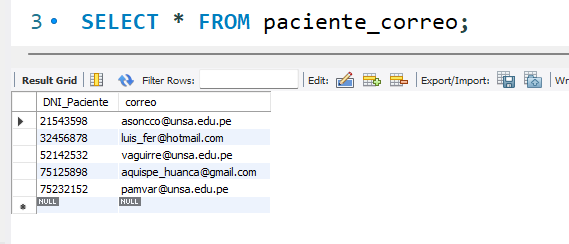 3 SELECT * FROM paciente_correo;
Result Grid Filter Rows: Edit: Export/Import: Wr
DNI_Paciente correo
21543598 asoncco@unsa.edu.pe
32456878 luis_fer@hotmail.com
52142532 vaguirre@unsa.edu.pe
75125898 aquispe_huanca@gmail.com
75232152 pamvar@unsa.edu.pe
NULL NULL